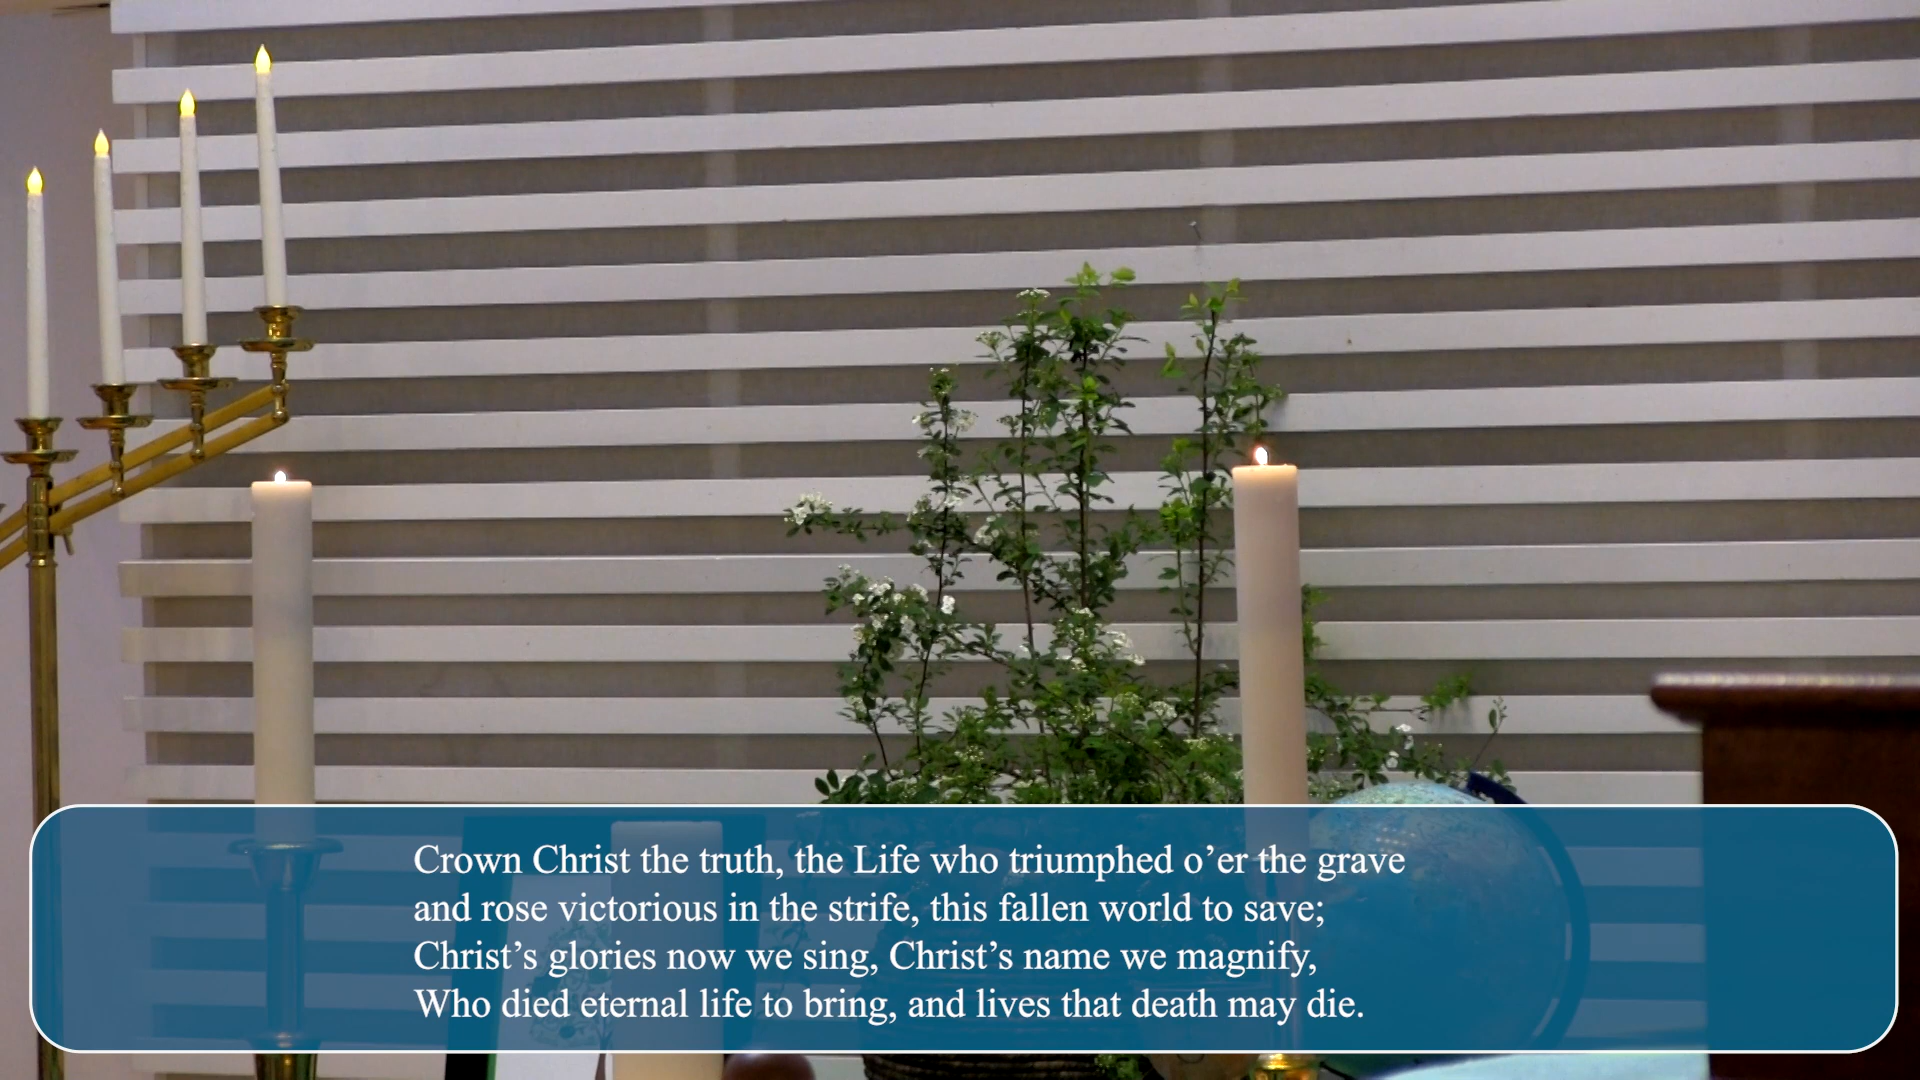 Crown Christ the truth, the Life who triumphed o’er the grave
and rose victorious in the strife, this fallen world to save;
Christ’s glories now we sing, Christ’s name we magnify,
Who died eternal life to bring, and lives that death may die.